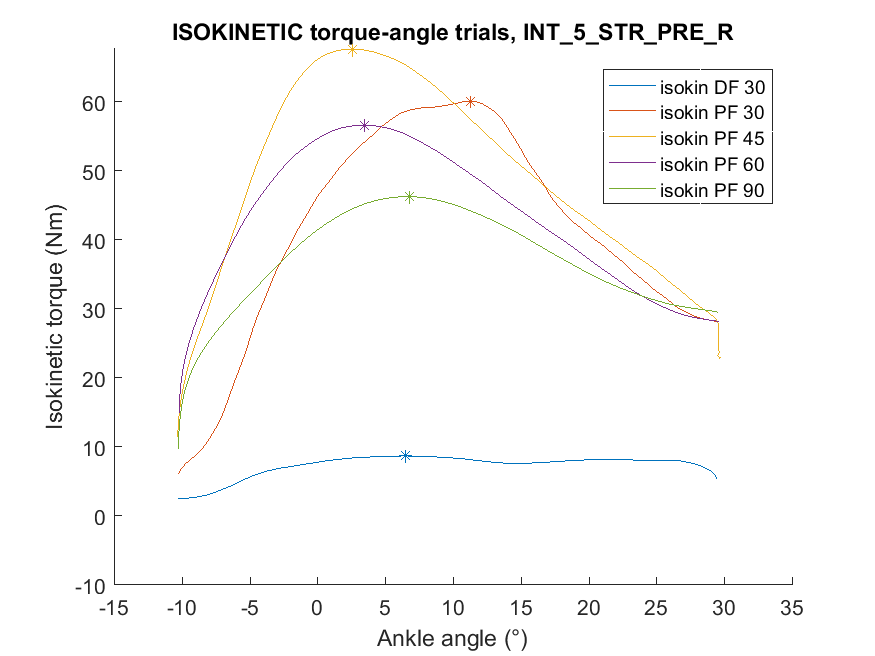 ISOKINETIC torque-angle trials, INT_5_STR_PRE_R
isokin DF 30
isokin PF 30
isokin PF 45
isokin PF 60
isokin PF 90
Isokinetic torque (Nm)
60
50
40
30
20
10
0
-10
-15 -10 -5 0 5 10 15 20 25 30 35
Ankle angle (°)